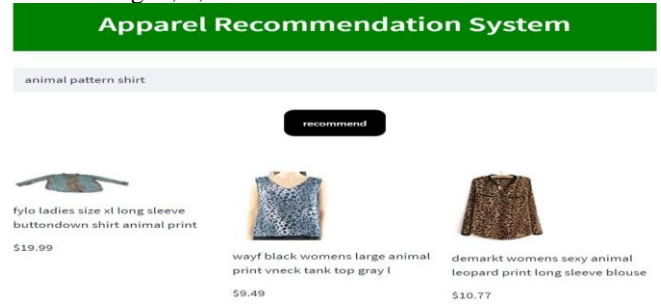 Apparel Recommendation System
animal pattern shirt
recommend
fylo ladies size xl long sleeve
buttondown shirt animal print
$19.99
wayf black womens large animal
print vneck tank top gray l
$9.49
demarkt womens sexy animal
leopard print long sleeve blouse
$10.77